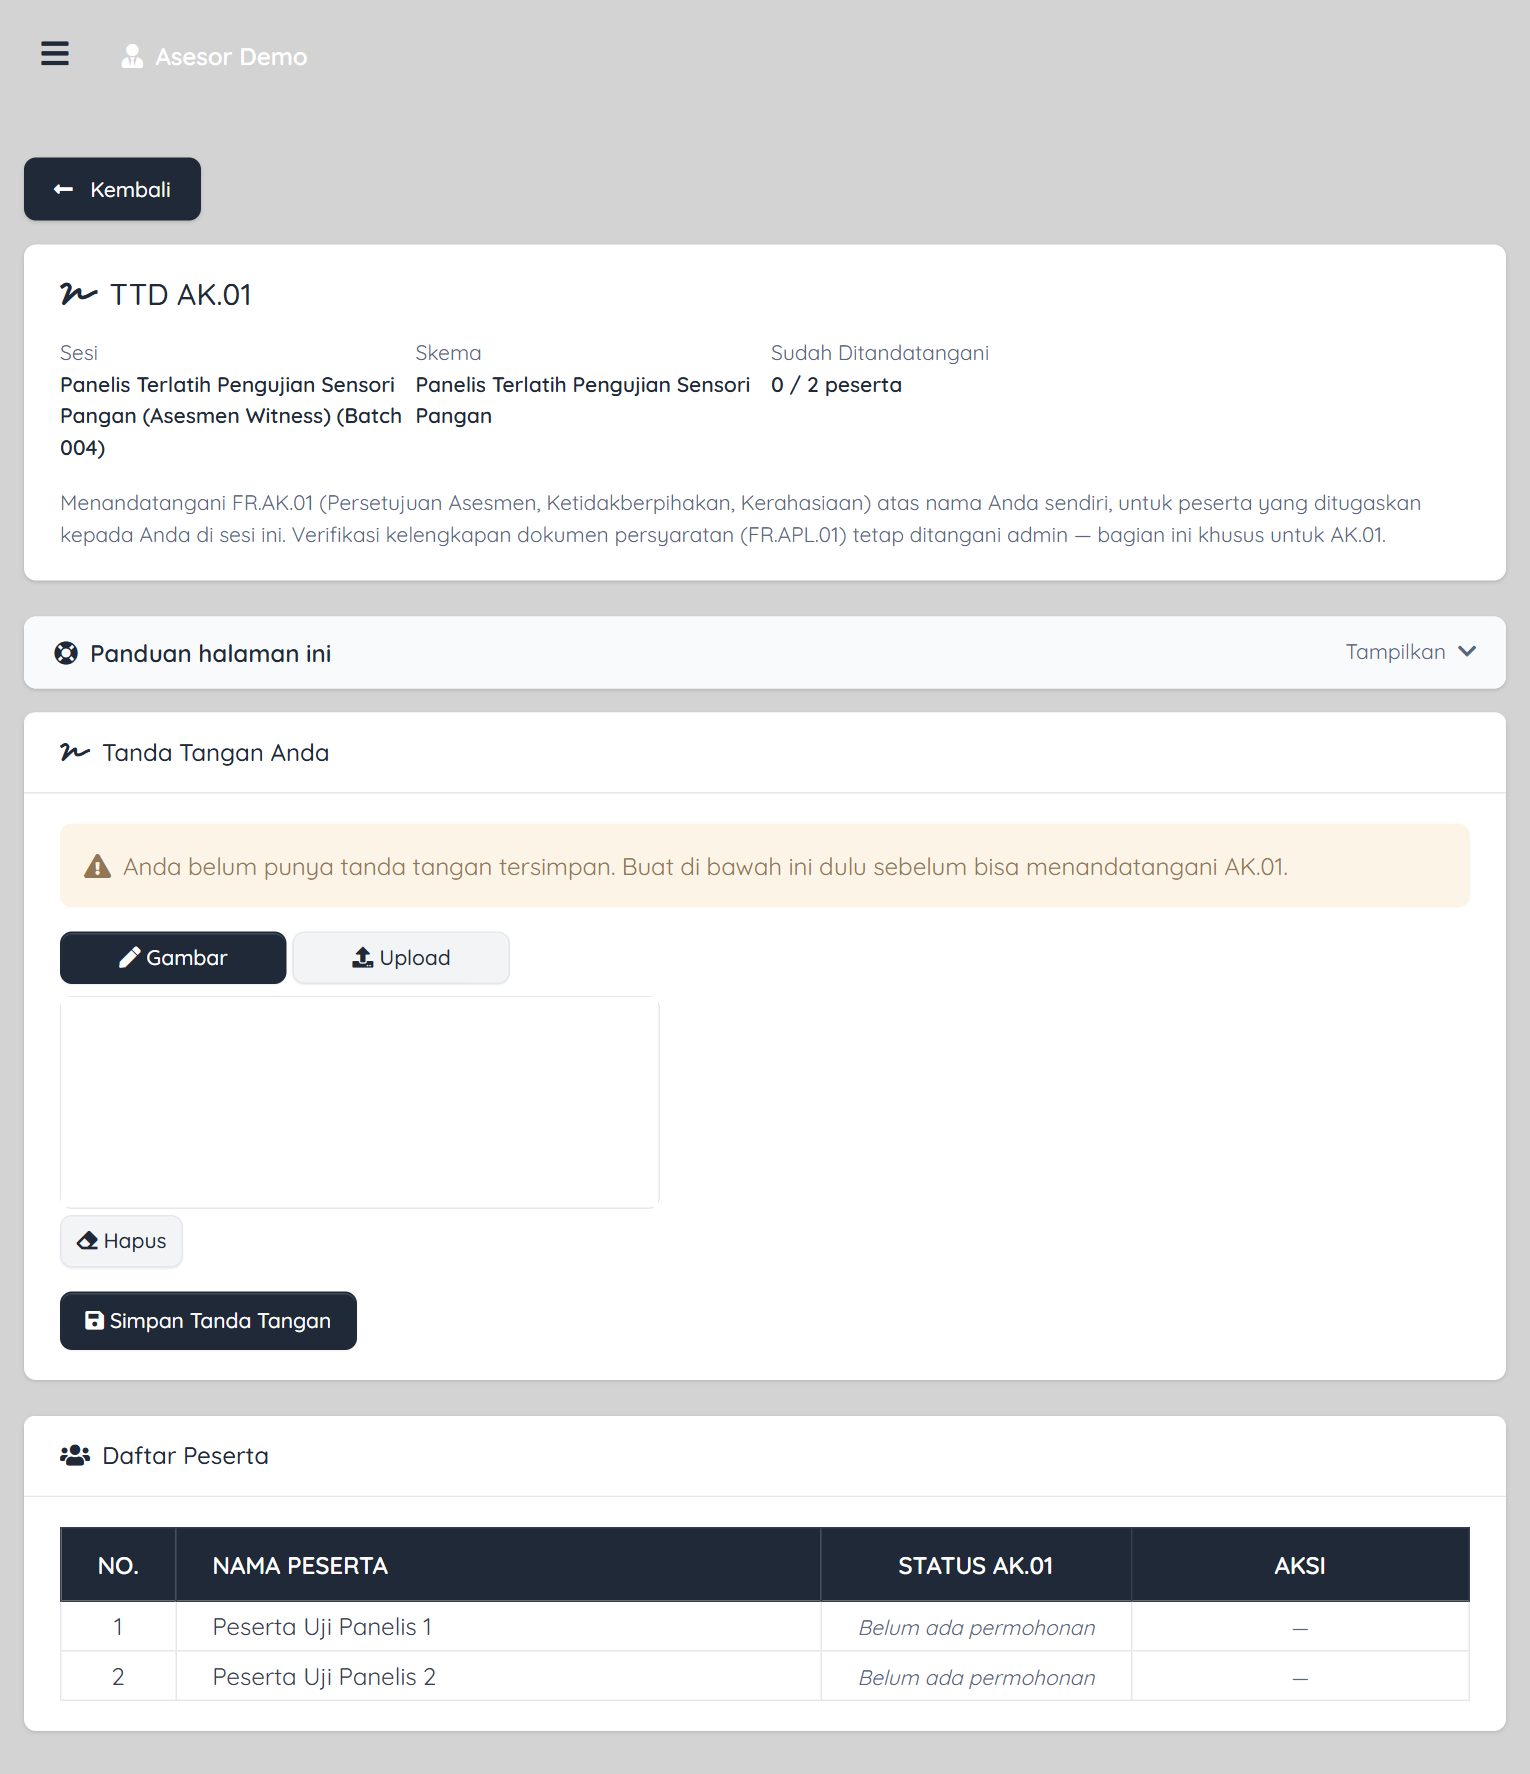 Asesor Demo
Kembali
TTD AK.01
Sesi
Panelis Terlatih Pengujian Sensori
Pangan (Asesmen Witness) (Batch
004)
Skema
Panelis Terlatih Pengujian Sensori
Pangan
Sudah Ditandatangani
0 / 2 peserta
Menandatangani FR.AK.01 (Persetujuan Asesmen, Ketidakberpihakan, Kerahasiaan) atas nama Anda sendiri, untuk peserta yang ditugaskan
kepada Anda di sesi ini. Verifikasi kelengkapan dokumen persyaratan (FR.APL.01) tetap ditangani admin — bagian ini khusus untuk AK.01.
Panduan halaman ini
Tampilkan
Tanda Tangan Anda
Anda belum punya tanda tangan tersimpan. Buat di bawah ini dulu sebelum bisa menandatangani AK.01.
Gambar
Upload
Hapus
Simpan Tanda Tangan
Daftar Peserta
NO. NAMA PESERTA STATUS AK.01 AKSI
1 Peserta Uji Panelis 1 Belum ada permohonan —
2 Peserta Uji Panelis 2 Belum ada permohonan —